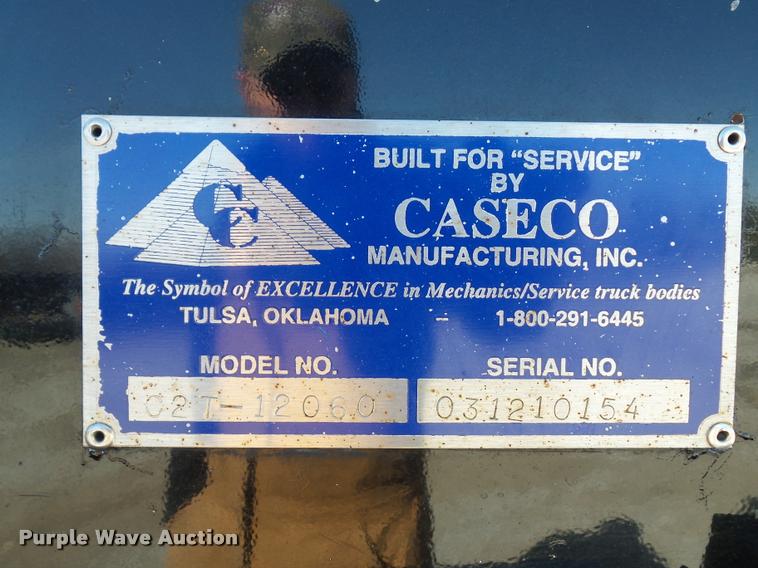 BUILT FOR "SERVICE"
BY
CASECO
MANUFACTURING, INC.
The Symbol of EXCELLENCE in Mechanics/Service truck bodies
TULSA, OKLAHOMA – 1-800-291-6445
MODEL NO. SERIAL NO.
C2T-12060 031210154
Purple Wave Auction